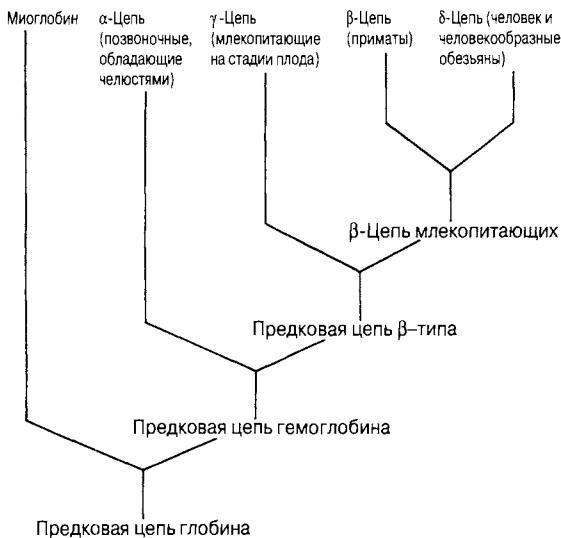 Миоглобин
α-Цепь
(позвоночные,
обладающие
челюстями)
γ-Цепь
(млекопитающие
на стадии плода)
β-Цепь
(приматы)
δ-Цепь (человек и
человекообразные
обезьяны)
β-Цепь млекопитающих
Предковая цепь β–типа
Предковая цепь гемоглобина
Предковая цепь глобина